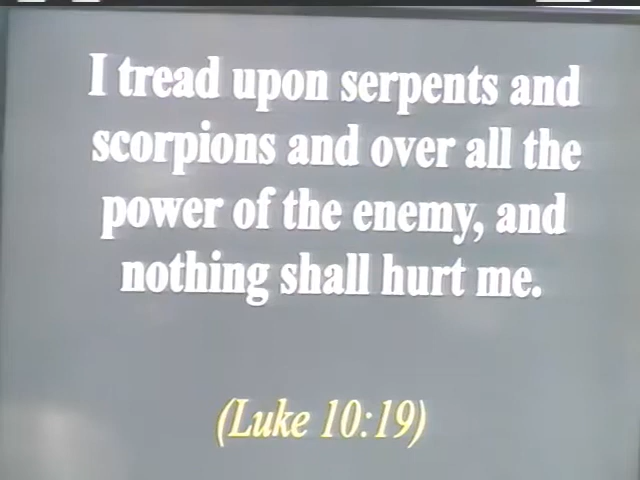 I tread upon serpents and
scorpions and over all the
power of the enemy, and
nothing shall hurt me.
(Luke 10:19)